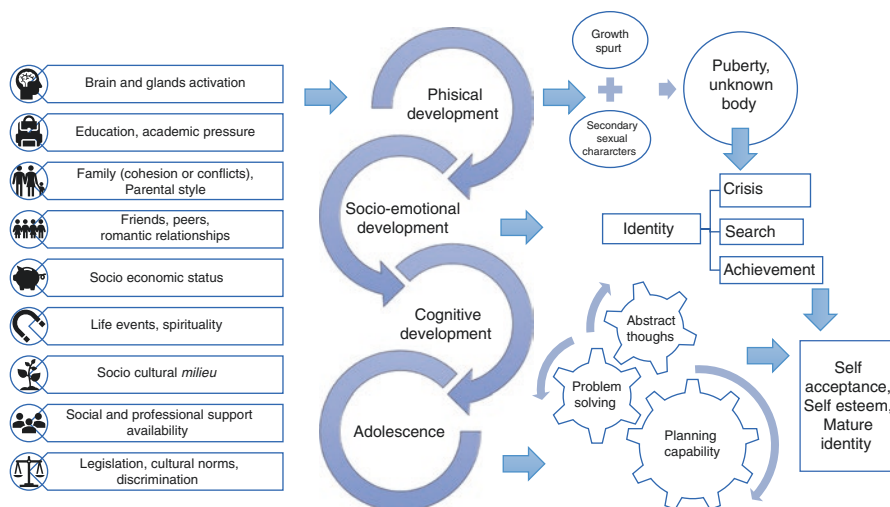 Brain and glands activation
Education, academic pressure
Family (cohesion or conflicts),
Parental style
Friends, peers,
romantic relationships
Socio economic status
Life events, spirituality
Socio cultural milieu
Social and professional support
availability
Legislation, cultural norms,
discrimination
Phisical
development
Socio-emotional
development
Cognitive
development
Adolescence
Growth
spurt
Secondary
sexual
chararcters
Puberty,
unknown
body
Identity
Crisis
Search
Achievement
Abstract
thoughs
Problem
solving
Planning
capability
Self
acceptance,
Self esteem,
Mature
identity